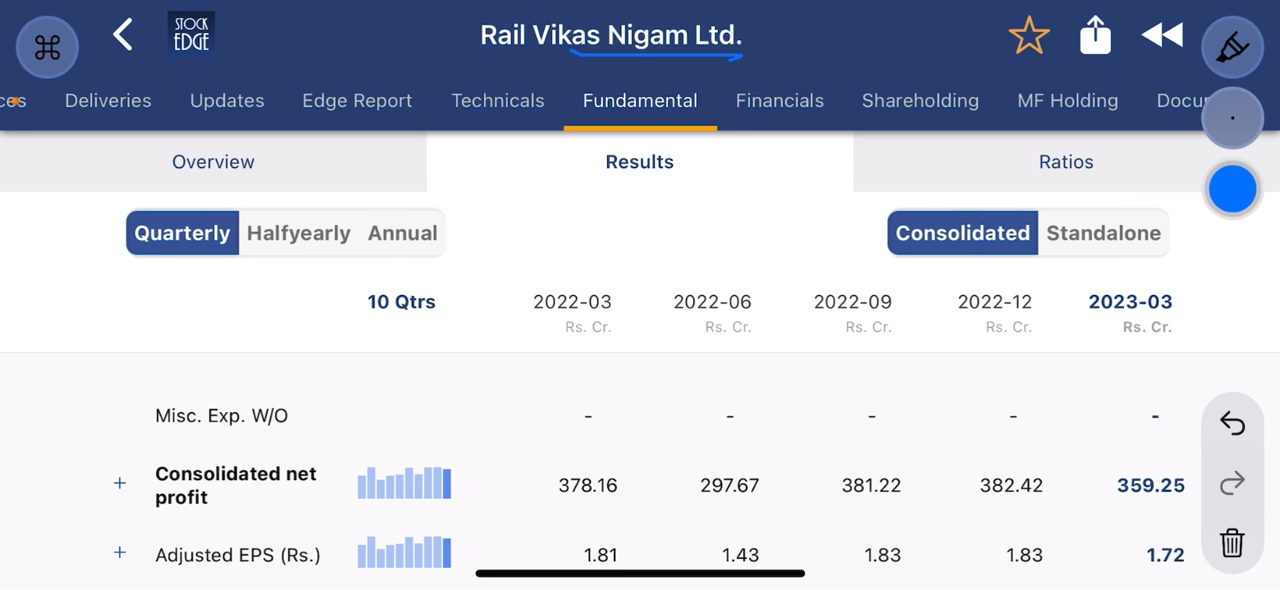 STOCK
EDGE
Rail Vikas Nigam Ltd.
ces Deliveries Updates Edge Report Technicals Fundamental Financials Shareholding MF Holding Docu
Overview Results Ratios
Quarterly Halfyearly Annual Consolidated Standalone
10 Qtrs 2022-03 2022-06 2022-09 2022-12 2023-03
Rs. Cr. Rs. Cr. Rs. Cr. Rs. Cr. Rs. Cr.
Misc. Exp. W/O - - - - -
+ Consolidated net
profit 378.16 297.67 381.22 382.42 359.25
+ Adjusted EPS (Rs.) 1.81 1.43 1.83 1.83 1.72